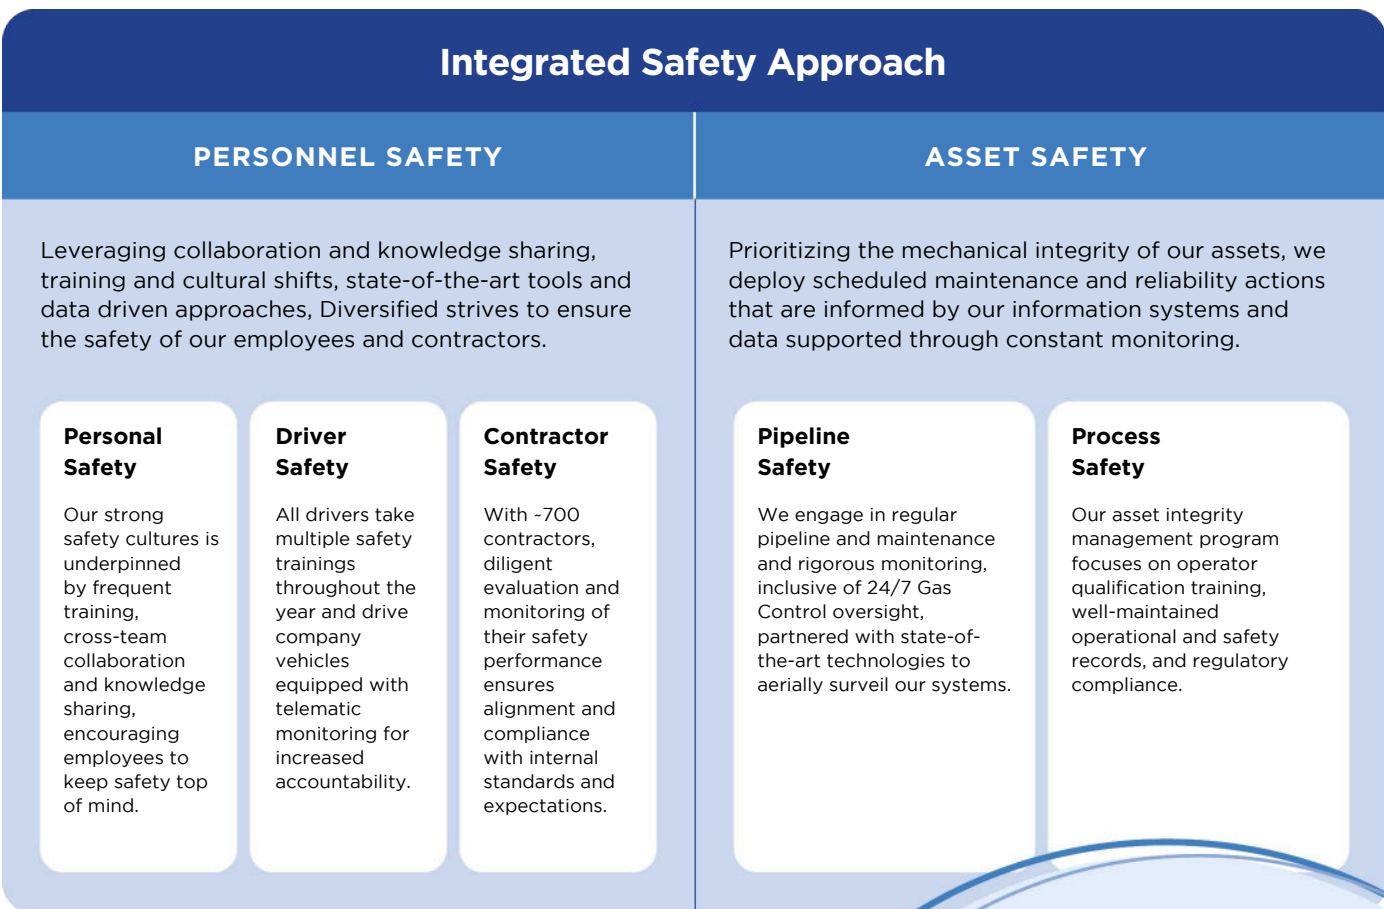 Integrated Safety Approach
PERSONNEL SAFETY
Leveraging collaboration and knowledge sharing,
training and cultural shifts, state-of-the-art tools and
data driven approaches, Diversified strives to ensure
the safety of our employees and contractors.
Personal
Safety
Our strong
safety cultures is
underpinned
by frequent
training,
cross-team
collaboration
and knowledge
sharing,
encouraging
employees to
keep safety top
of mind.
Driver
Safety
All drivers take
multiple safety
trainings
throughout the
year and drive
company
vehicles
equipped with
telematic
monitoring for
increased
accountability.
Contractor
Safety
With ~700
contractors,
diligent
evaluation and
monitoring of
their safety
performance
ensures
alignment and
compliance
with internal
standards and
expectations.
ASSET SAFETY
Prioritizing the mechanical integrity of our assets, we
deploy scheduled maintenance and reliability actions
that are informed by our information systems and
data supported through constant monitoring.
Pipeline
Safety
We engage in regular
pipeline and maintenance
and rigorous monitoring,
inclusive of 24/7 Gas
Control oversight,
partnered with state-of-
the-art technologies to
aerially surveil our systems.
Process
Safety
Our asset integrity
management program
focuses on operator
qualification training,
well-maintained
operational and safety
records, and regulatory
compliance.